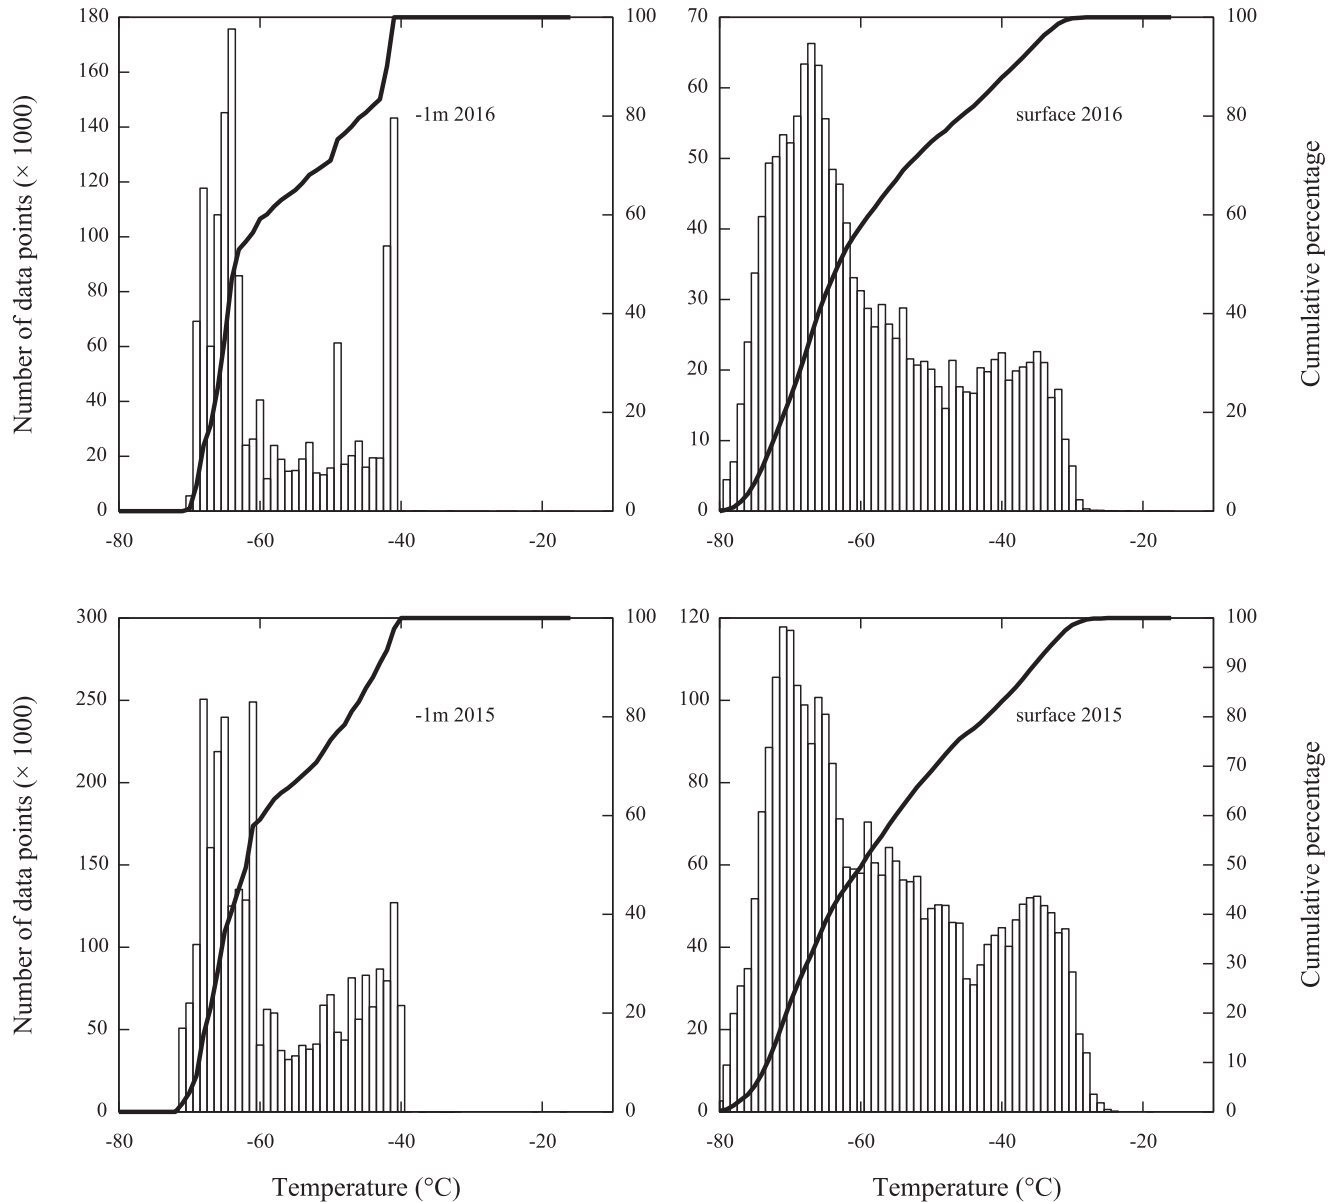 180 100 70 100
160
60
140 80 80
50
120
60 60
100 40
80 30
40 40
60
20
40
20 20
20 10
0 0 0 0
-80 -60 -40 -20 -80 -60 -40 -20
-1m 2016
surface 2016
Number of data points (× 1000)
Cumulative percentage
300 100 120 100
90
250 100
80 80
70
200 80
60 60
150 60 50
40 40
100 40
30
20 20
50 20
10
0 0 0 0
-80 -60 -40 -20 -80 -60 -40 -20
-1m 2015
surface 2015
Number of data points (× 1000)
Cumulative percentage
Temperature (°C) Temperature (°C)